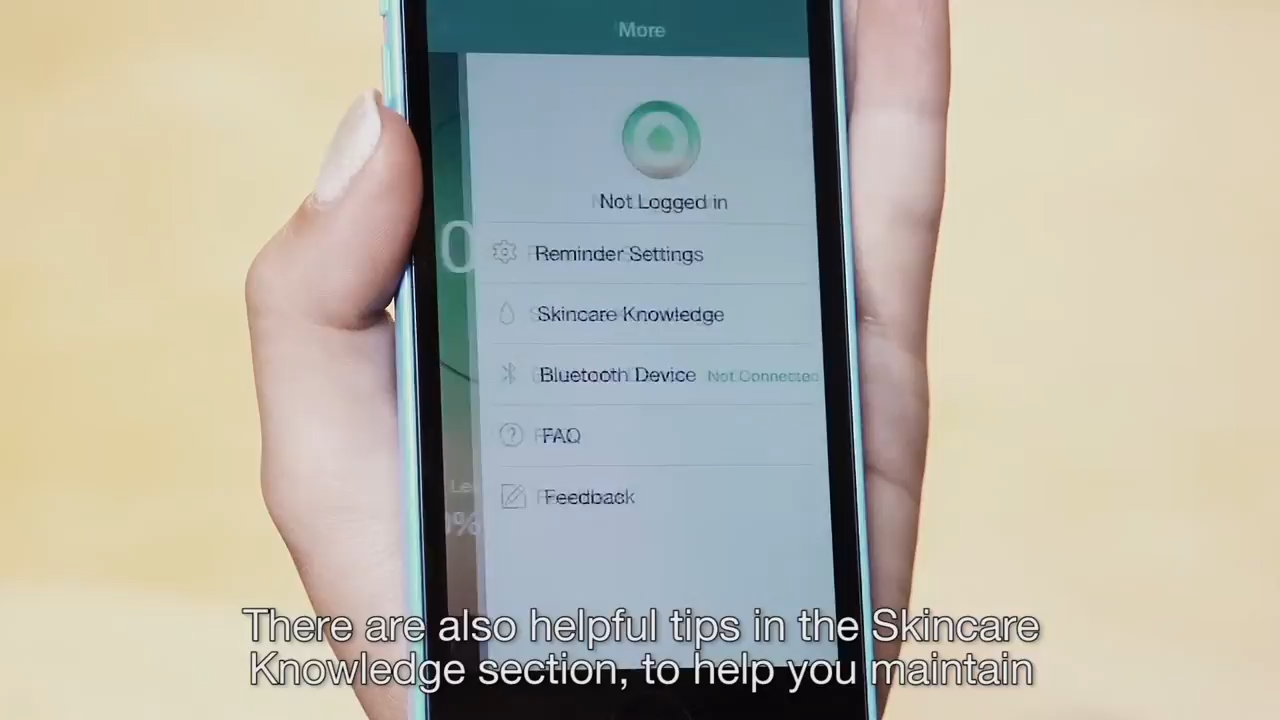 More
Not Logged in
0
Reminder Settings
Skincare Knowledge
Bluetooth Device Not Connected
FAQ
Feedback
There are also helpful tips in the Skincare
Knowledge section, to help you maintain